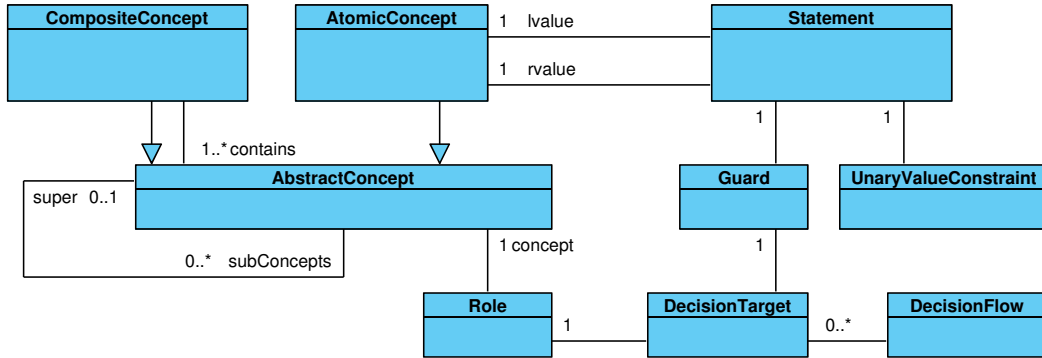 CompositeConcept
AtomicConcept
1 lvalue
Statement
1 rvalue
1
1
1..* contains
AbstractConcept
Guard
UnaryValueConstraint
super 0..1
1 concept
1
0..* subConcepts
Role
DecisionTarget
DecisionFlow
1
0..*